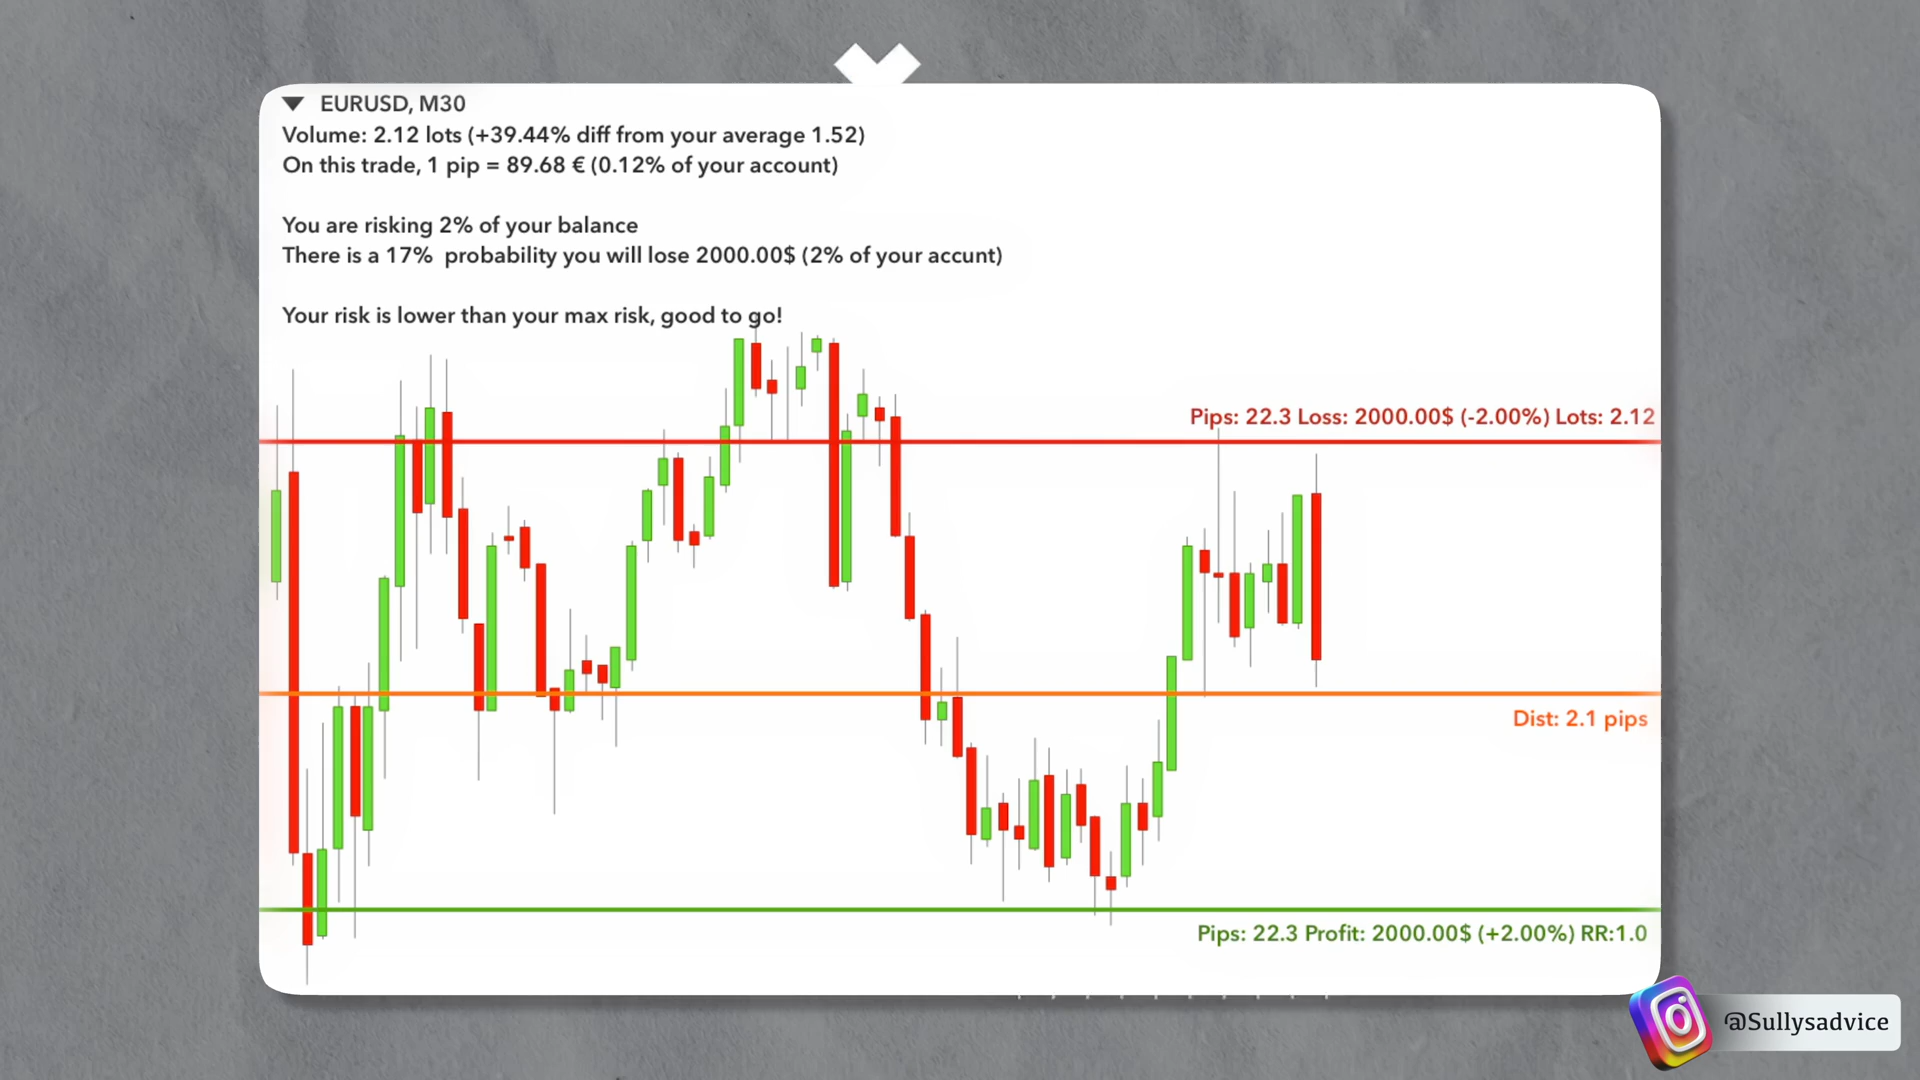 EURUSD, M30
Volume: 2.12 lots (+39.44% diff from your average 1.52)
On this trade, 1 pip = 89.68 € (0.12% of your account)
You are risking 2% of your balance
There is a 17% probability you will lose 2000.00$ (2% of your accunt)
Your risk is lower than your max risk, good to go!
Pips: 22.3 Loss: 2000.00$ (-2.00%) Lots: 2.12
Dist: 2.1 pips
Pips: 22.3 Profit: 2000.00$ (+2.00%) RR:1.0
@Sullysadvice